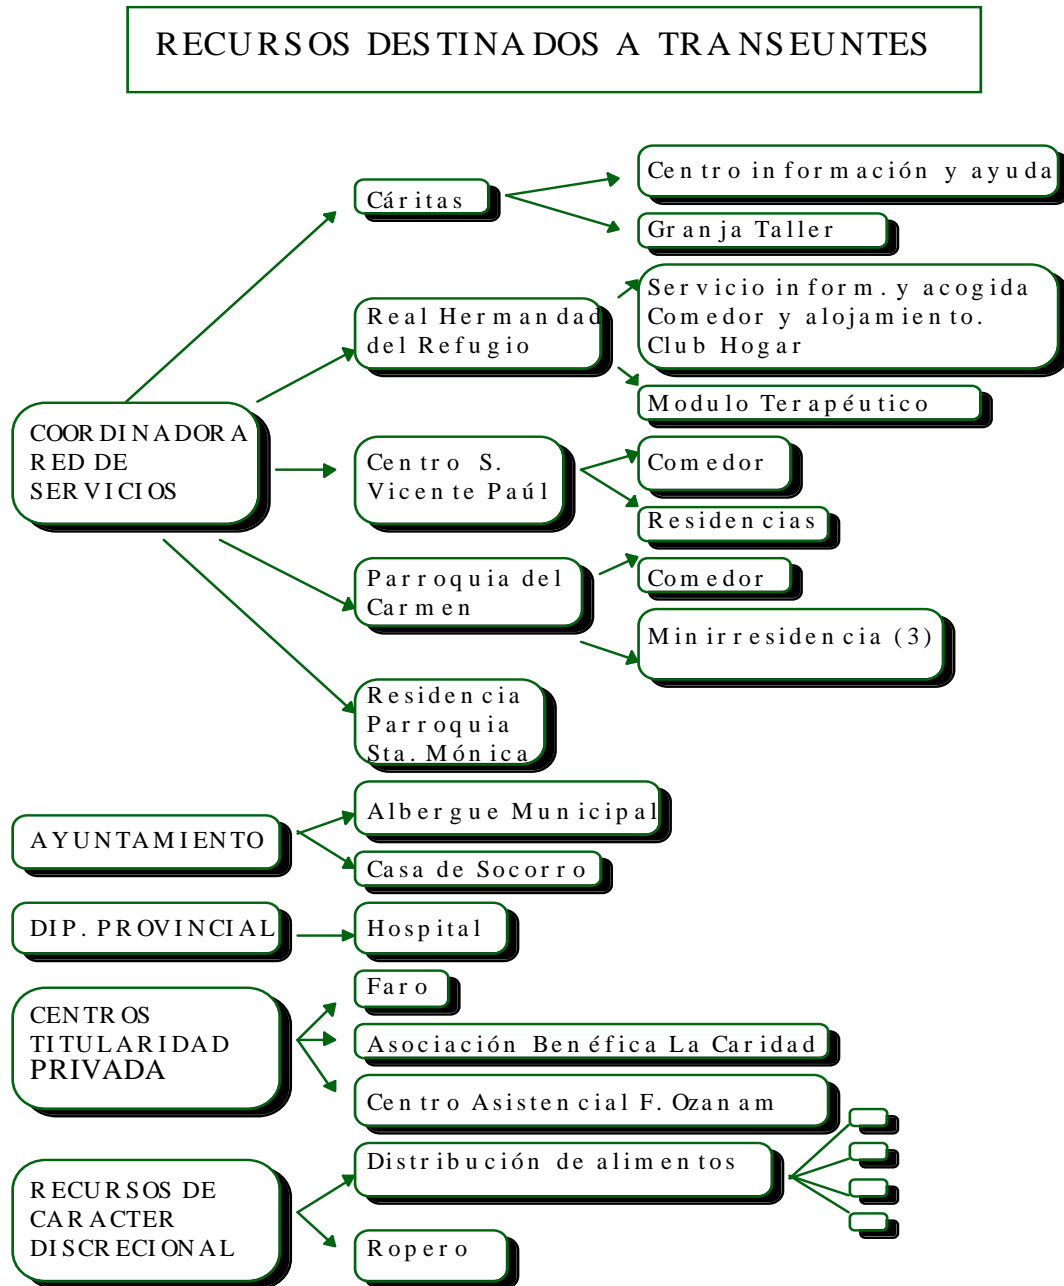 RECURSOS DESTINADOS A TRANSEUNTES
Cáritas
Centro información y ayuda
Granja Taller
Real Hermandad
del Refugio
Servicio inform. y acogida
Comedor y alojamiento.
Club Hogar
Modulo Terapéutico
COORDINADORA
RED DE
SERVICIOS
Centro S.
Vicente Paúl
Comedor
Residencias
Parroquia del
Carmen
Comedor
Minirresidencia (3)
Residencia
Parroquia
Sta. Mónica
AYUNTAMIENTO
Albergue Municipal
Casa de Socorro
DIP. PROVINCIAL
Hospital
CENTROS
TITULARIDAD
PRIVADA
Faro
Asociación Benéfica La Caridad
Centro Asistencial F. Ozanam
RECURSOS DE
CARACTER
DISCRECIONAL
Distribución de alimentos
Ropero